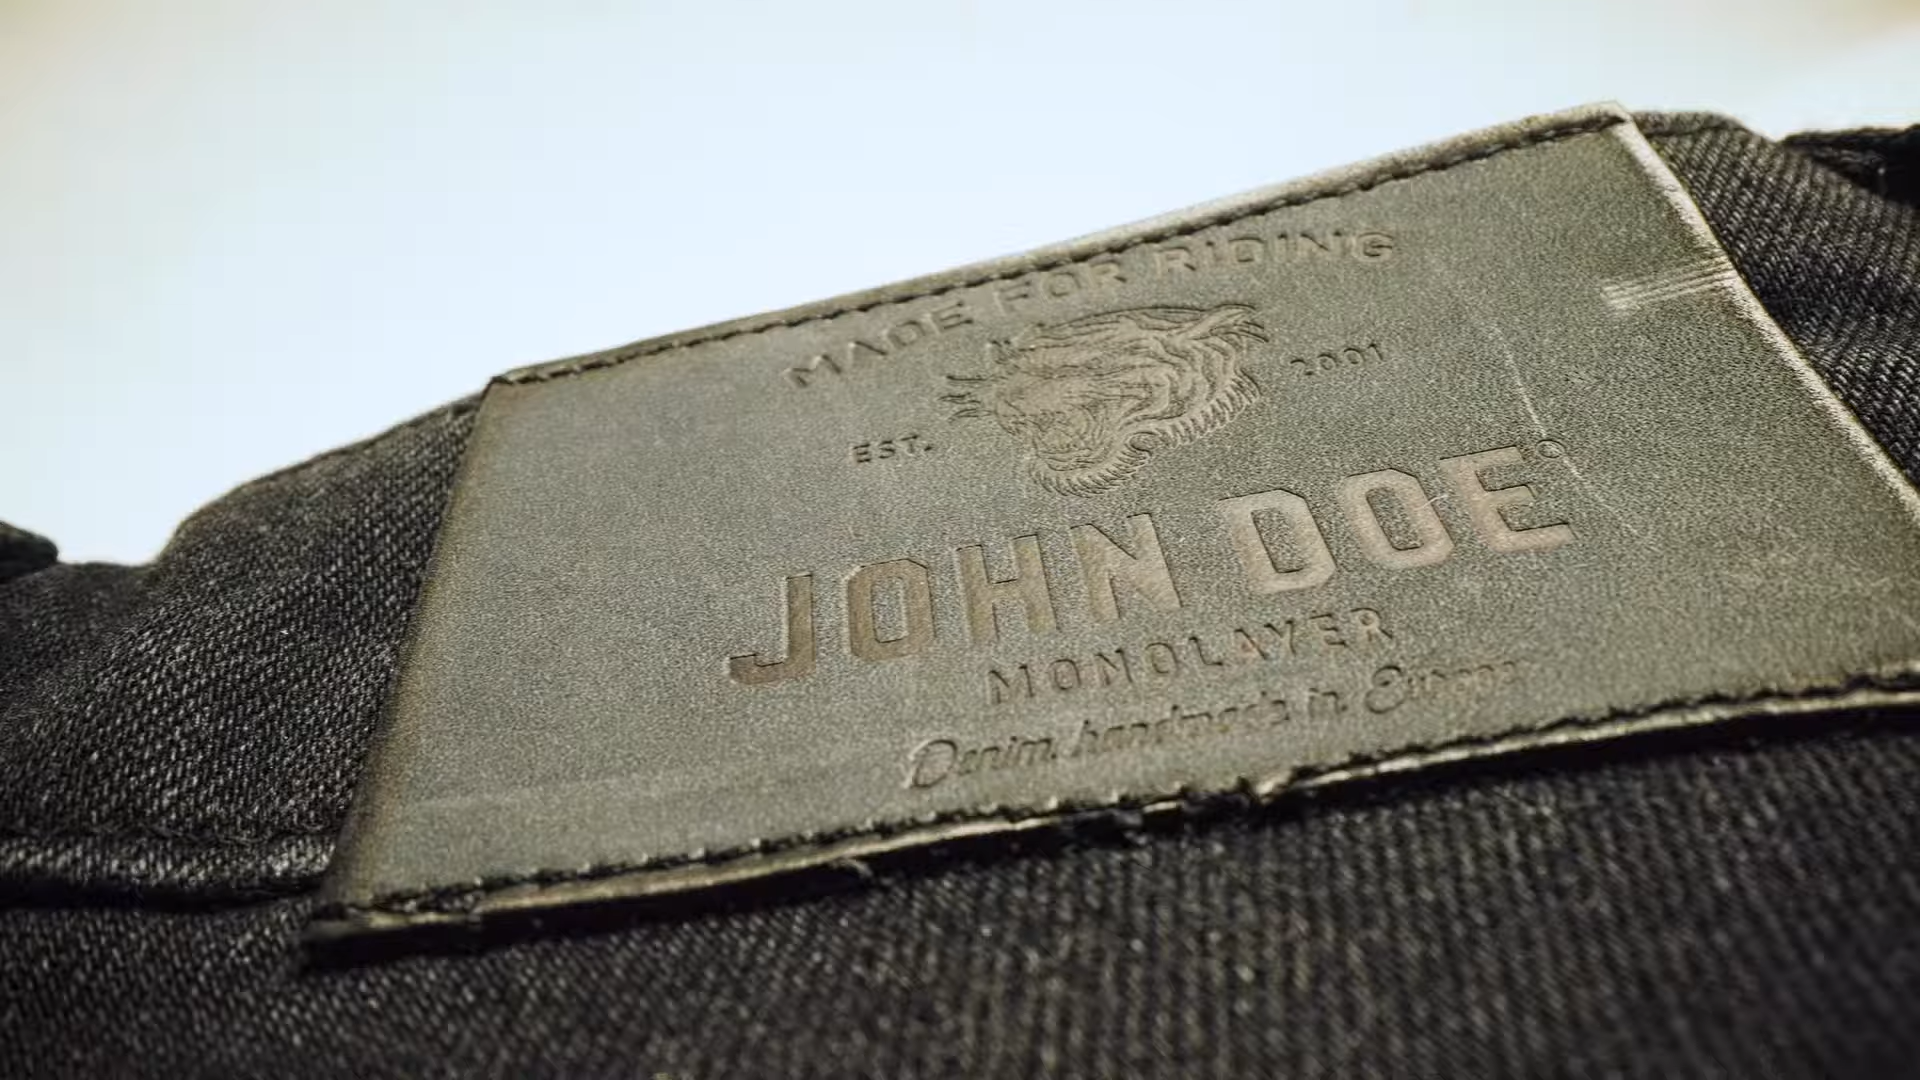 MADE FOR RIDING
EST. 2001
JOHN DOE
MONOLAYER
Denim handmade in Europe